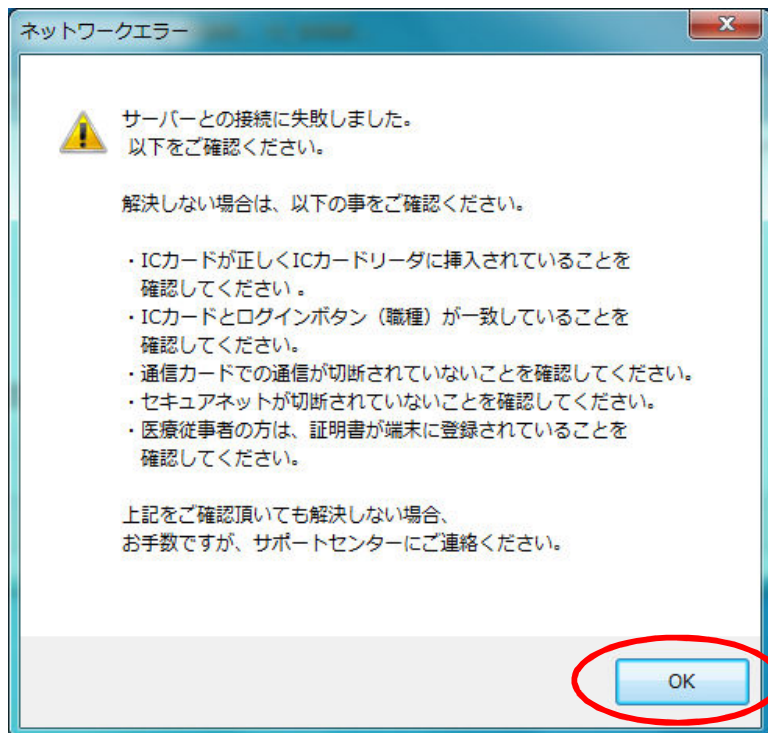 ネットワークエラー
サーバーとの接続に失敗しました。
以下をご確認ください。
解決しない場合は、以下の事をご確認ください。
・ICカードが正しくICカードリーダに挿入されていることを
確認してください 。
・ICカードとログインボタン（職種）が一致していることを
確認してください。
・通信カードでの通信が切断されていないことを確認してください。
・セキュアネットが切断されていないことを確認してください。
・医療従事者の方は、証明書が端末に登録されていることを
確認してください。
上記をご確認頂いても解決しない場合、
お手数ですが、サポートセンターにご連絡ください。
OK